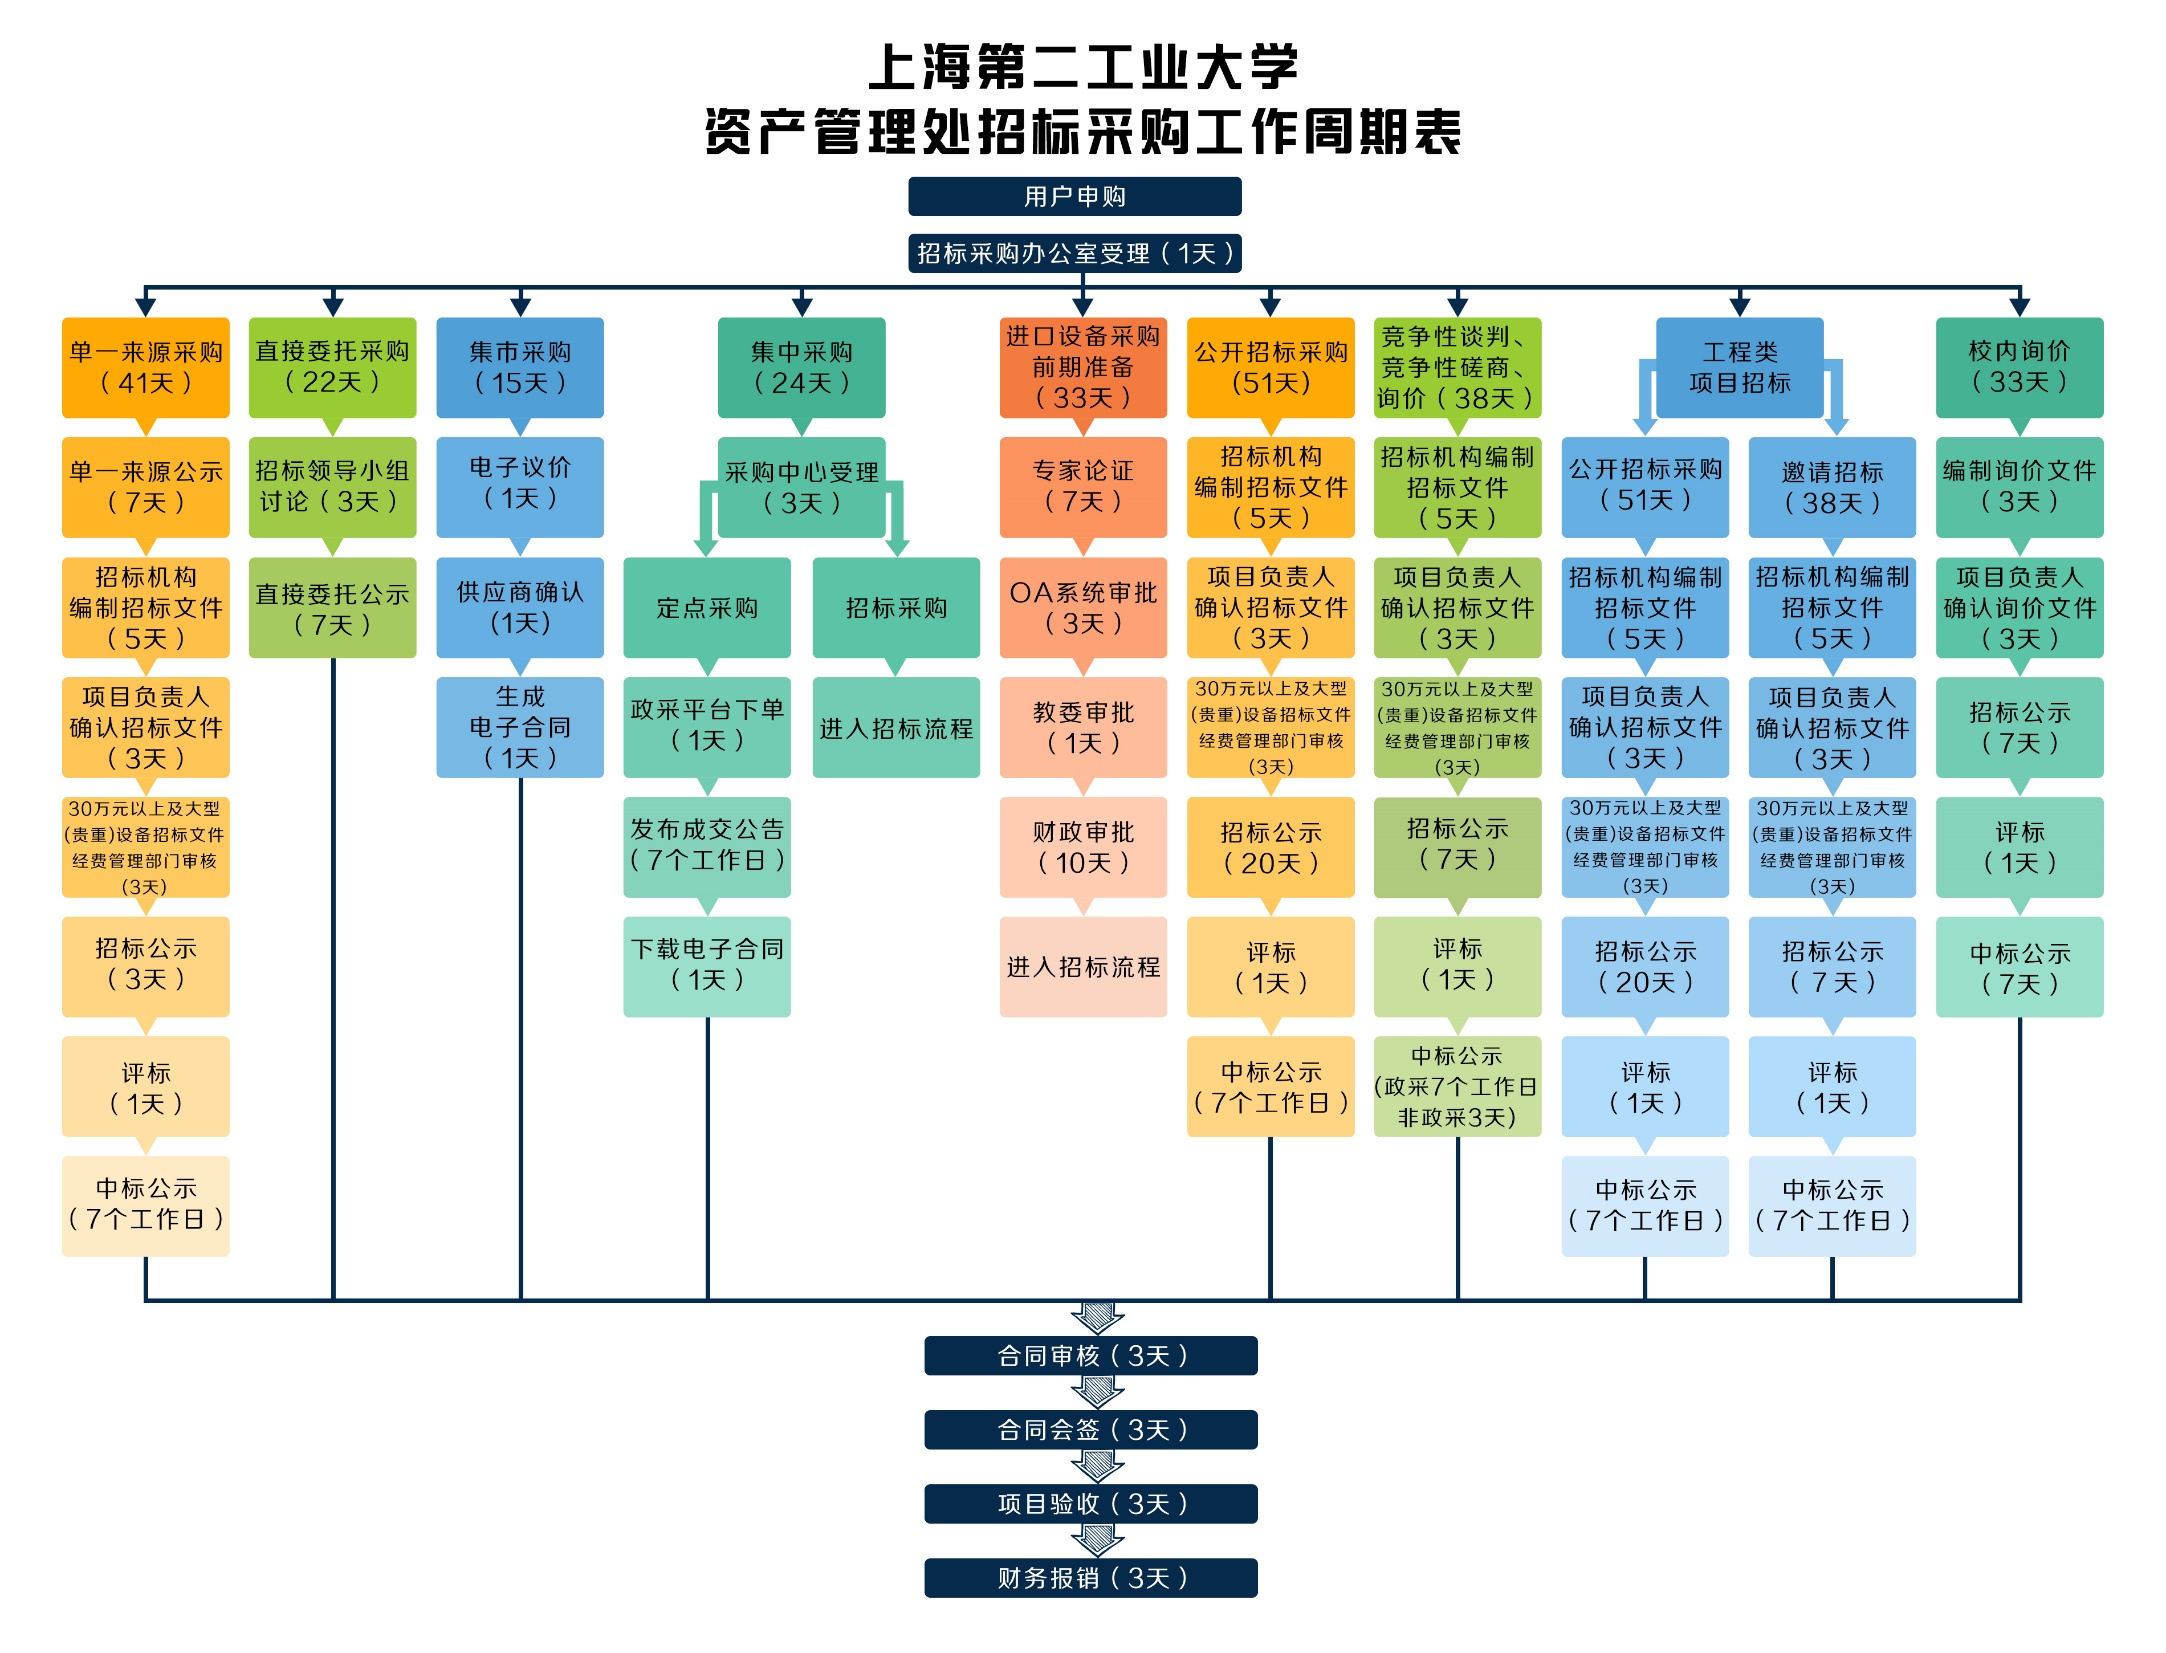 上海第二工业大学
资产管理处招标采购工作周期表
用户申购
招标采购办公室受理（1天）
单一来源采购
（41天）
单一来源公示
（7天）
招标机构
编制招标文件
（5天）
项目负责人
确认招标文件
（3天）
30万元以上及大型
(贵重)设备招标文件
经费管理部门审核
(3天)
招标公示
（3天）
评标
（1天）
中标公示
（7个工作日）
直接委托采购
（22天）
招标领导小组
讨论（3天）
直接委托公示
（7天）
集市采购
（15天）
电子议价
（1天）
供应商确认
(1天)
生成
电子合同
（1天）
集中采购
（24天）
采购中心受理
（3天）
定点采购
政采平台下单
（1天）
发布成交公告
（7个工作日）
下载电子合同
（1天）
招标采购
进入招标流程
进口设备采购
前期准备
（33天）
专家论证
（7天）
OA系统审批
（3天）
教委审批
（1天）
财政审批
（10天）
进入招标流程
公开招标采购
(51天)
招标机构
编制招标文件
（5天）
项目负责人
确认招标文件
（3天）
30万元以上及大型
(贵重)设备招标文件
经费管理部门审核
(3天)
招标公示
（20天）
评标
（1天）
中标公示
（7个工作日）
竞争性谈判、
竞争性磋商、
询价（38天）
招标机构编制
招标文件
（5天）
项目负责人
确认招标文件
（3天）
30万元以上及大型
(贵重)设备招标文件
经费管理部门审核
(3天)
招标公示
（7天）
评标
（1天）
中标公示
(政采7个工作日
非政采3天)
工程类
项目招标
公开招标采购
（51天）
招标机构编制
招标文件
（5天）
项目负责人
确认招标文件
（3天）
30万元以上及大型
(贵重)设备招标文件
经费管理部门审核
(3天)
招标公示
（20天）
评标
（1天）
中标公示
（7个工作日）
邀请招标
（38天）
招标机构编制
招标文件
（5天）
项目负责人
确认招标文件
（3天）
30万元以上及大型
(贵重)设备招标文件
经费管理部门审核
(3天)
招标公示
（7天）
评标
（1天）
中标公示
（7个工作日）
校内询价
（33天）
编制询价文件
（3天）
项目负责人
确认询价文件
（3天）
招标公示
（7天）
评标
（1天）
中标公示
（7天）
合同审核（3天）
合同会签（3天）
项目验收（3天）
财务报销（3天）